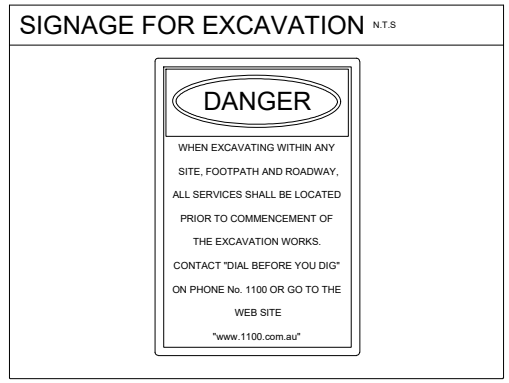 SIGNAGE FOR EXCAVATION N.T.S
DANGER
WHEN EXCAVATING WITHIN ANY
SITE, FOOTPATH AND ROADWAY,
ALL SERVICES SHALL BE LOCATED
PRIOR TO COMMENCEMENT OF
THE EXCAVATION WORKS.
CONTACT "DIAL BEFORE YOU DIG"
ON PHONE No. 1100 OR GO TO THE
WEB SITE
"www.1100.com.au"